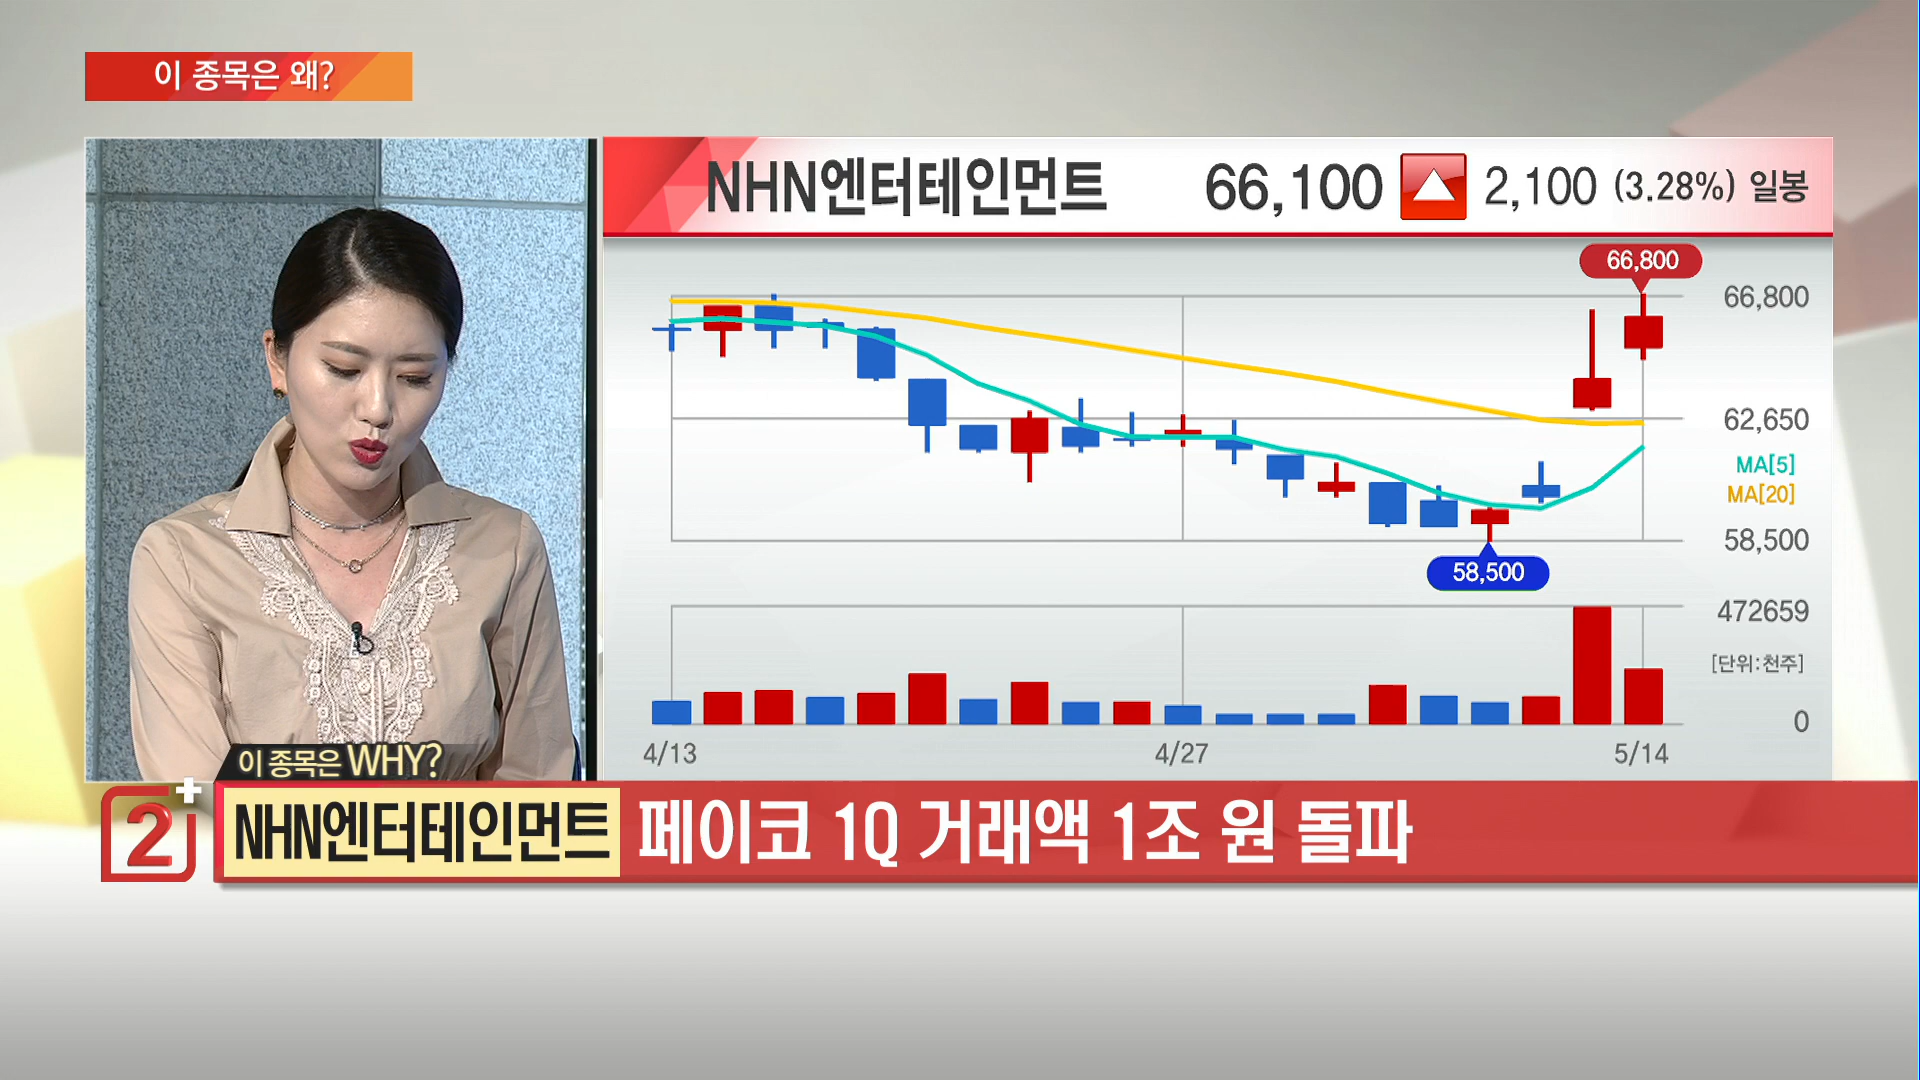 이 종목은 왜?
NHN엔터테인먼트 66,100 2,100 (3.28%) 일봉
66,800
66,800
62,650
MA[5]
MA[20]
58,500
58,500
472659
[단위:천주]
0
4/13 4/27 5/14
이 종목은 WHY?
2+
NHN엔터테인먼트 페이코 1Q 거래액 1조 원 돌파